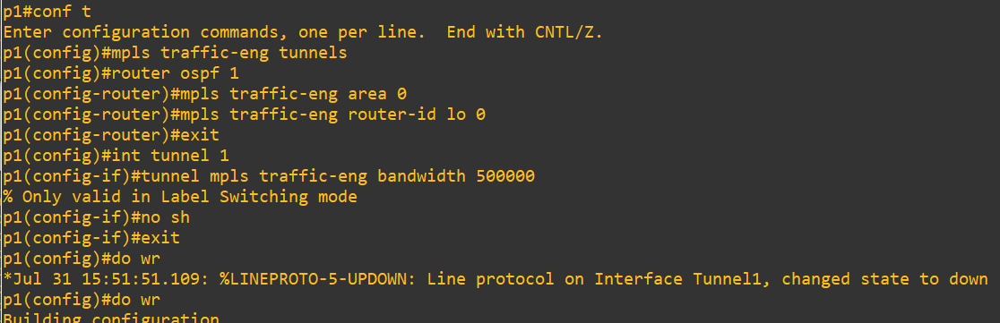 p1#conf t
Enter configuration commands, one per line.  End with CNTL/Z.
p1(config)#mpls traffic-eng tunnels
p1(config)#router ospf 1
p1(config-router)#mpls traffic-eng area 0
p1(config-router)#mpls traffic-eng router-id lo 0
p1(config-router)#exit
p1(config)#int tunnel 1
p1(config-if)#tunnel mpls traffic-eng bandwidth 500000
% Only valid in Label Switching mode
p1(config-if)#no sh
p1(config-if)#exit
p1(config)#do wr
*Jul 31 15:51:51.109: %LINEPROTO-5-UPDOWN: Line protocol on Interface Tunnel1, changed state to down
p1(config)#do wr
Building configuration